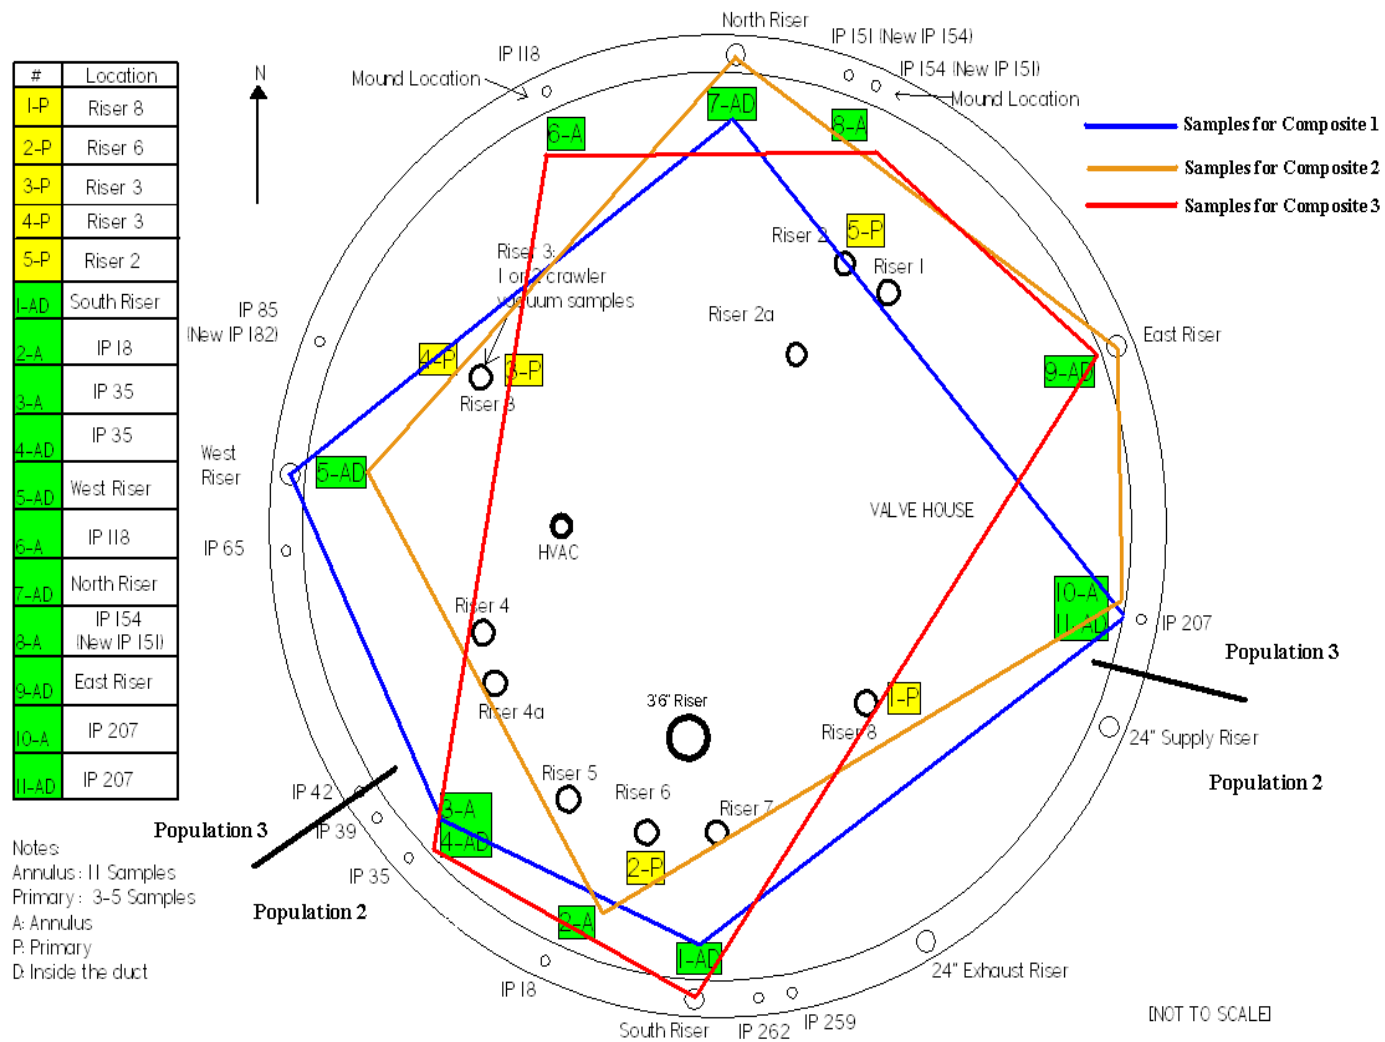 North Riser
IP 151 (New IP 154)
IP 118
IP 154 (New IP 151)
Mound Location
Mound Location
N
# Location
1-P Riser 8
2-P Riser 6
3-P Riser 3
4-P Riser 3
5-P Riser 2
1-AD South Riser
2-A IP 18
3-A IP 35
4-AD IP 35
5-AD West Riser
6-A IP 118
7-AD North Riser
8-A IP 154
(New IP 151)
9-AD East Riser
10-A IP 207
11-AD IP 207
7-AD
6-A
8-A
Samples for Composite 1
Samples for Composite 2
Samples for Composite 3
5-P
Riser 2
Riser 1
Riser 3:
1 or 2 crawler
vacuum samples
Riser 2a
IP 85
(New IP 182)
East Riser
4-P
3-P
Riser 3
9-AD
West
Riser
5-AD
VALVE HOUSE
IP 65
HVAC
10-A
11-AD
IP 207
Riser 4
Population 3
Riser 4a
3'6" Riser
1-P
Riser 8
24" Supply Riser
Population 2
Riser 5
Riser 6
Riser 7
IP 42
3-A
4-AD
Population 3
IP 39
IP 35
2-P
Population 2
2-A
1-AD
24" Exhaust Riser
IP 18
South Riser
IP 262
IP 259
[NOT TO SCALE]
Notes:
Annulus: 11 Samples
Primary: 3-5 Samples
A: Annulus
P: Primary
D: Inside the duct